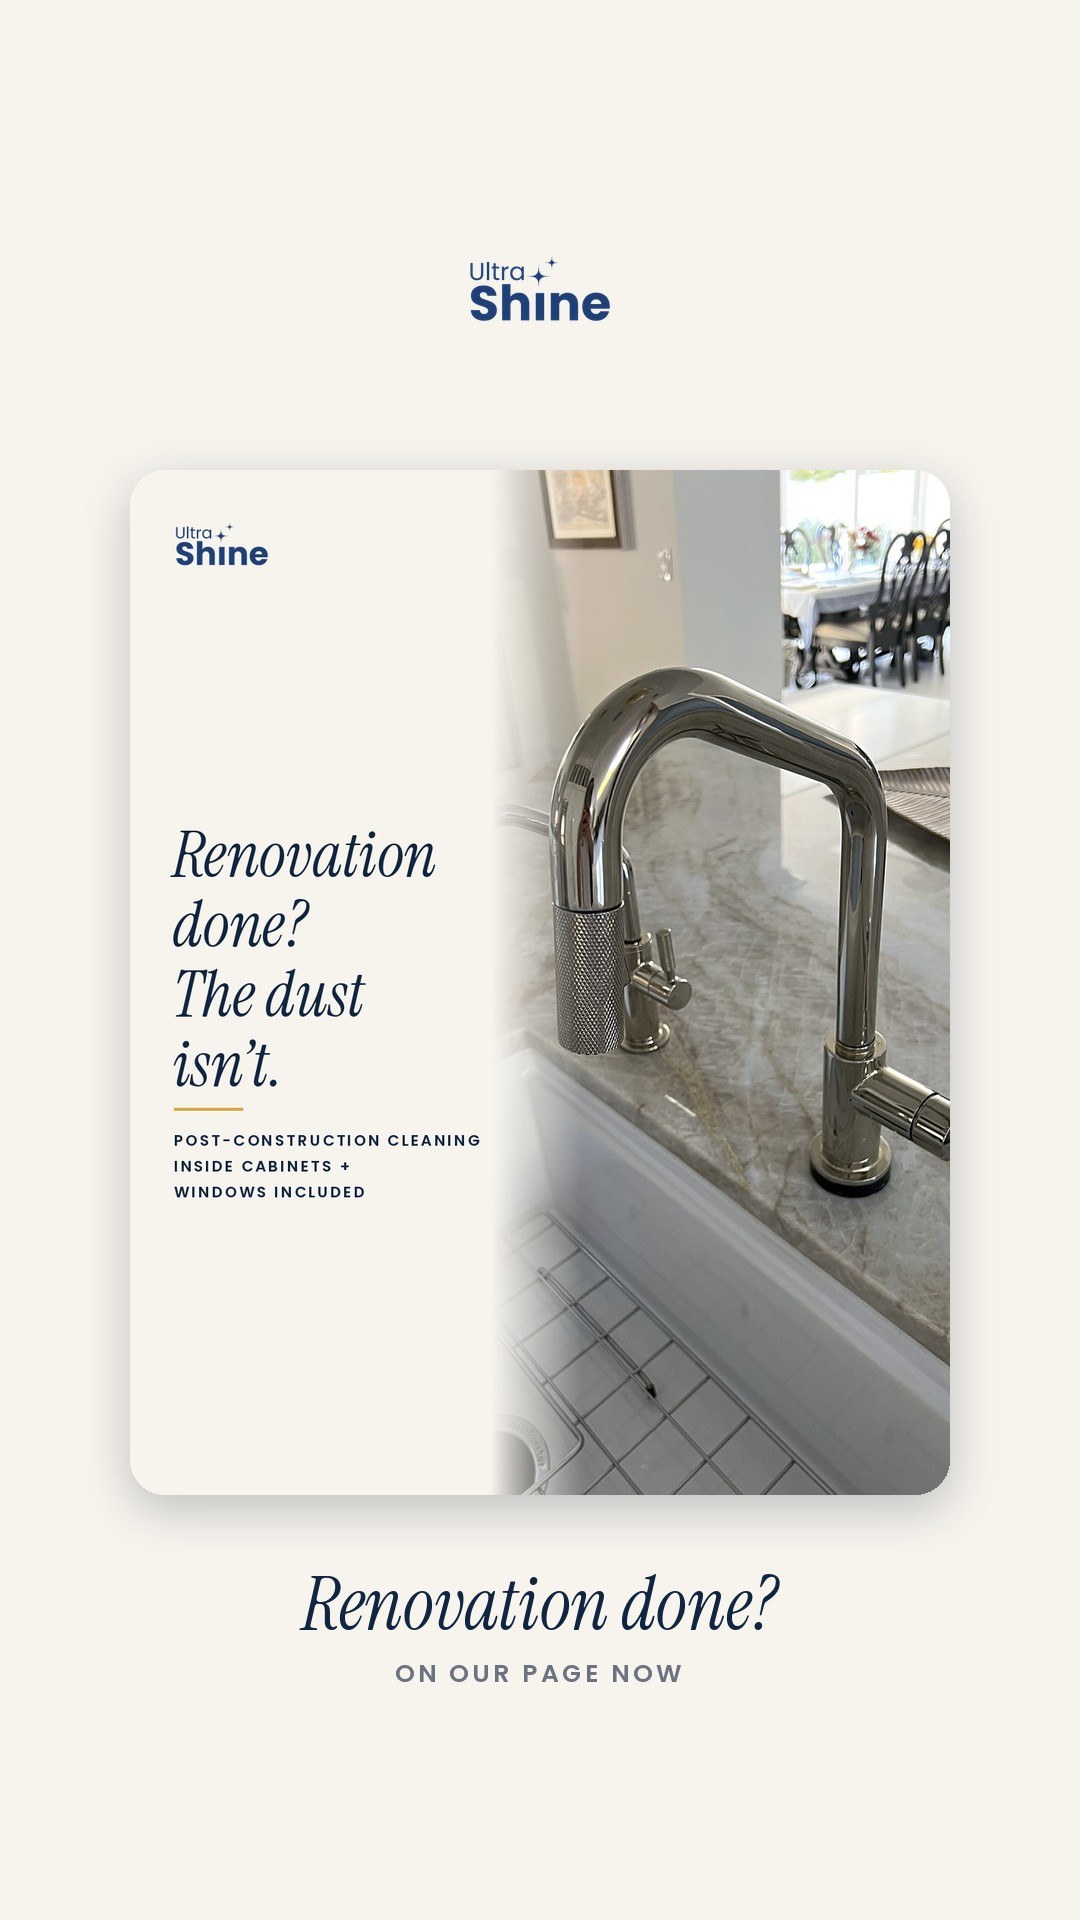 Ultra
Shine
Ultra
Shine
Renovation
done?
The dust
isn’t.
POST-CONSTRUCTION CLEANING
INSIDE CABINETS +
WINDOWS INCLUDED
Renovation done?
ON OUR PAGE NOW